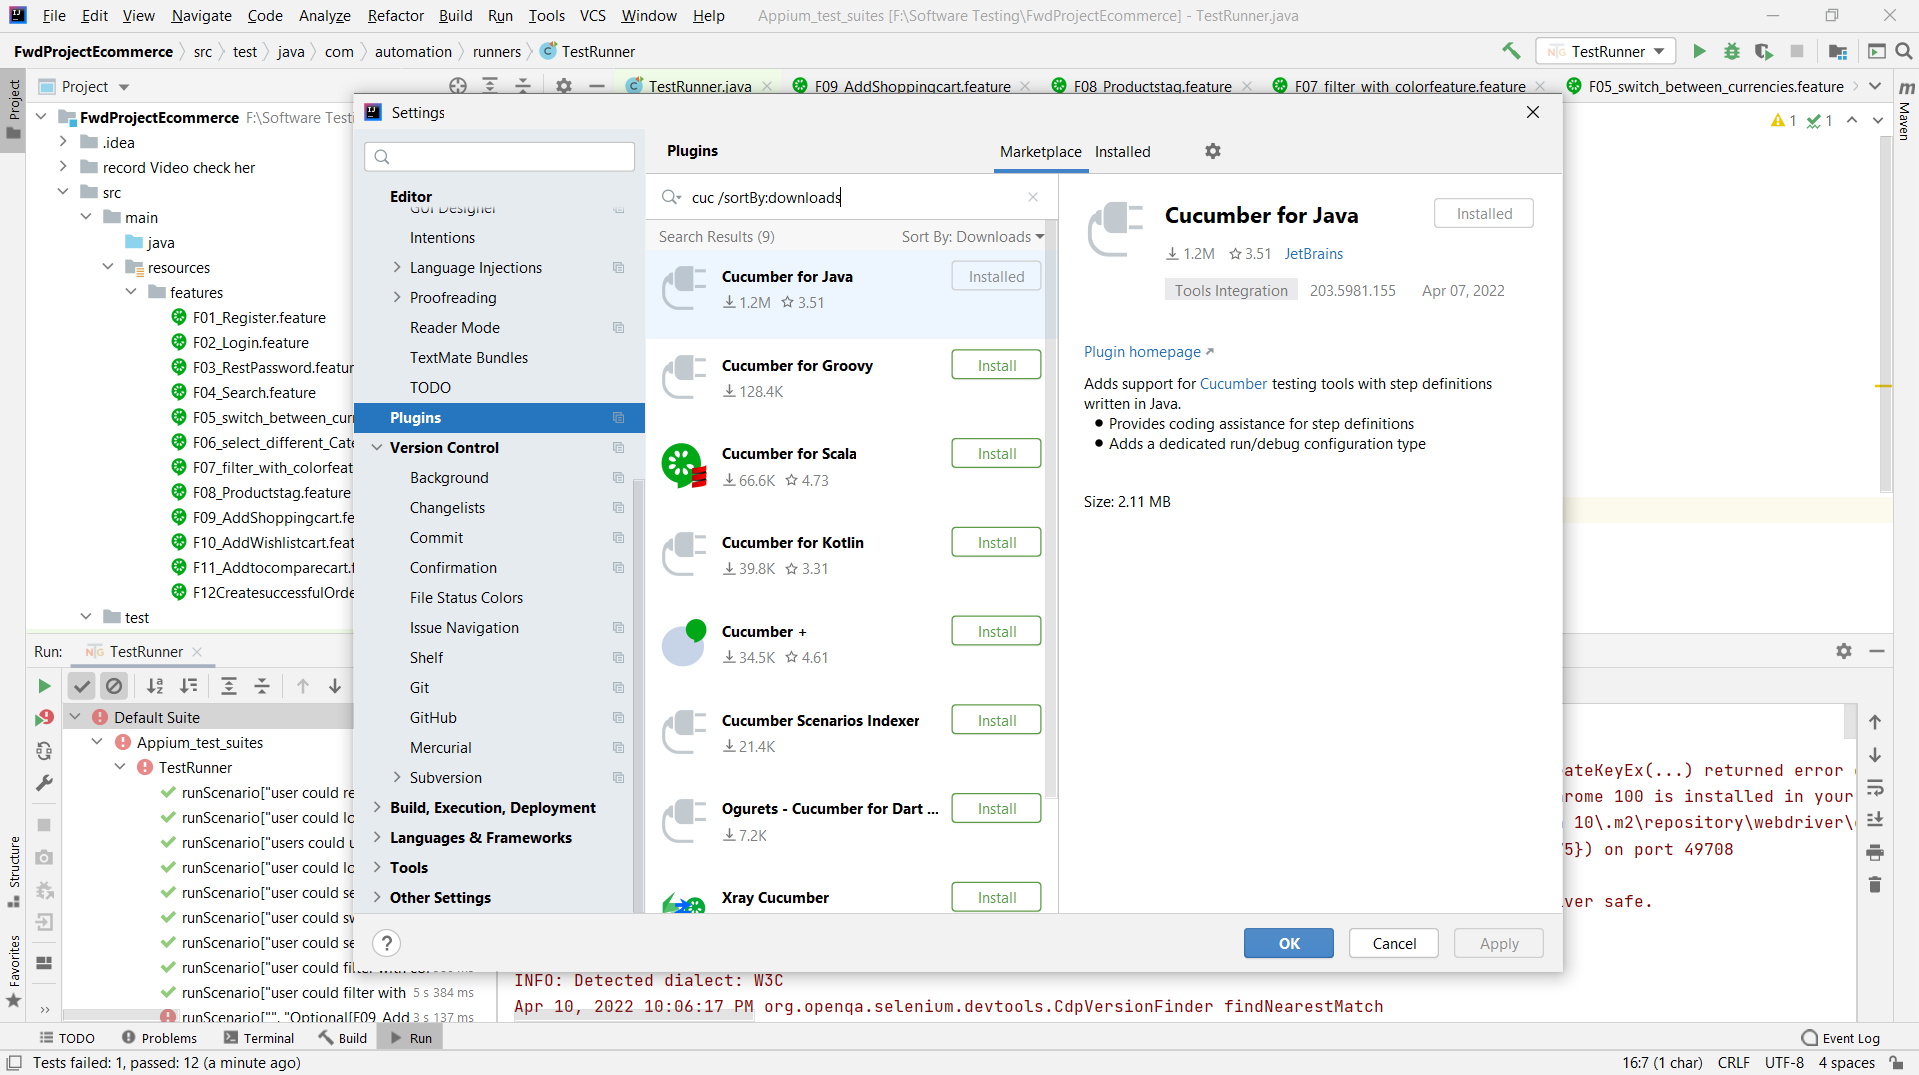 File Edit View Navigate Code Analyze Refactor Build Run Tools VCS Window Help Appium_test_suites [F:\Software Testing\FwdProjectEcommerce] - TestRunner.java
FwdProjectEcommerce src test java com automation runners TestRunner
TestRunner
Project
TestRunner.java F09_AddShoppingcart.feature F08_Productstag.feature F07_filter_with_colorfeature.feature F05_switch_between_currencies.feature
Project
Maven
Structure
Favorites
1 1
FwdProjectEcommerce F:\Software Testi
.idea
record Video check her
src
main
java
resources
features
F01_Register.feature
F02_Login.feature
F03_RestPassword.featur
F04_Search.feature
F05_switch_between_curr
F06_select_different_Cate
F07_filter_with_colorfeat
F08_Productstag.feature
F09_AddShoppingcart.fe
F10_AddWishlistcart.feat
F11_Addtocomparecart.f
F12CreatesuccessfulOrde
test
Settings
Editor
GUI Designer
Intentions
Language Injections
Proofreading
Reader Mode
TextMate Bundles
TODO
Plugins
Version Control
Background
Changelists
Commit
Confirmation
File Status Colors
Issue Navigation
Shelf
Git
GitHub
Mercurial
Subversion
Build, Execution, Deployment
Languages & Frameworks
Tools
Other Settings
?
Plugins
Marketplace Installed
cuc /sortBy:downloads
Search Results (9) Sort By: Downloads
Cucumber for Java Installed
1.2M 3.51
Cucumber for Groovy Install
128.4K
Cucumber for Scala Install
66.6K 4.73
Cucumber for Kotlin Install
39.8K 3.31
Cucumber + Install
34.5K 4.61
Cucumber Scenarios Indexer Install
21.4K
Ogurets - Cucumber for Dart ... Install
7.2K
Xray Cucumber Install
Cucumber for Java Installed
1.2M 3.51 JetBrains
Tools Integration 203.5981.155 Apr 07, 2022
Plugin homepage
Adds support for Cucumber testing tools with step definitions
written in Java.
Provides coding assistance for step definitions
Adds a dedicated run/debug configuration type
Size: 2.11 MB
OK Cancel Apply
Run: TestRunner
Default Suite
Appium_test_suites
TestRunner
runScenario["user could re
runScenario["user could lo
runScenario["users could u
runScenario["user could lo
runScenario["user could se
runScenario["user could sw
runScenario["user could se
runScenario["user could filter with
runScenario["user could filter with 5 s 384 ms
runScenario["", "Optional[F09_Add 3 s 137 ms
ateKeyEx(...) returned error
rome 100 is installed in your
10\.m2\repository\webdriver\
5}) on port 49708
ver safe.
INFO: Detected dialect: W3C
Apr 10, 2022 10:06:17 PM org.openqa.selenium.devtools.CdpVersionFinder findNearestMatch
TODO Problems Terminal Build Run Event Log
Tests failed: 1, passed: 12 (a minute ago) 16:7 (1 char) CRLF UTF-8 4 spaces